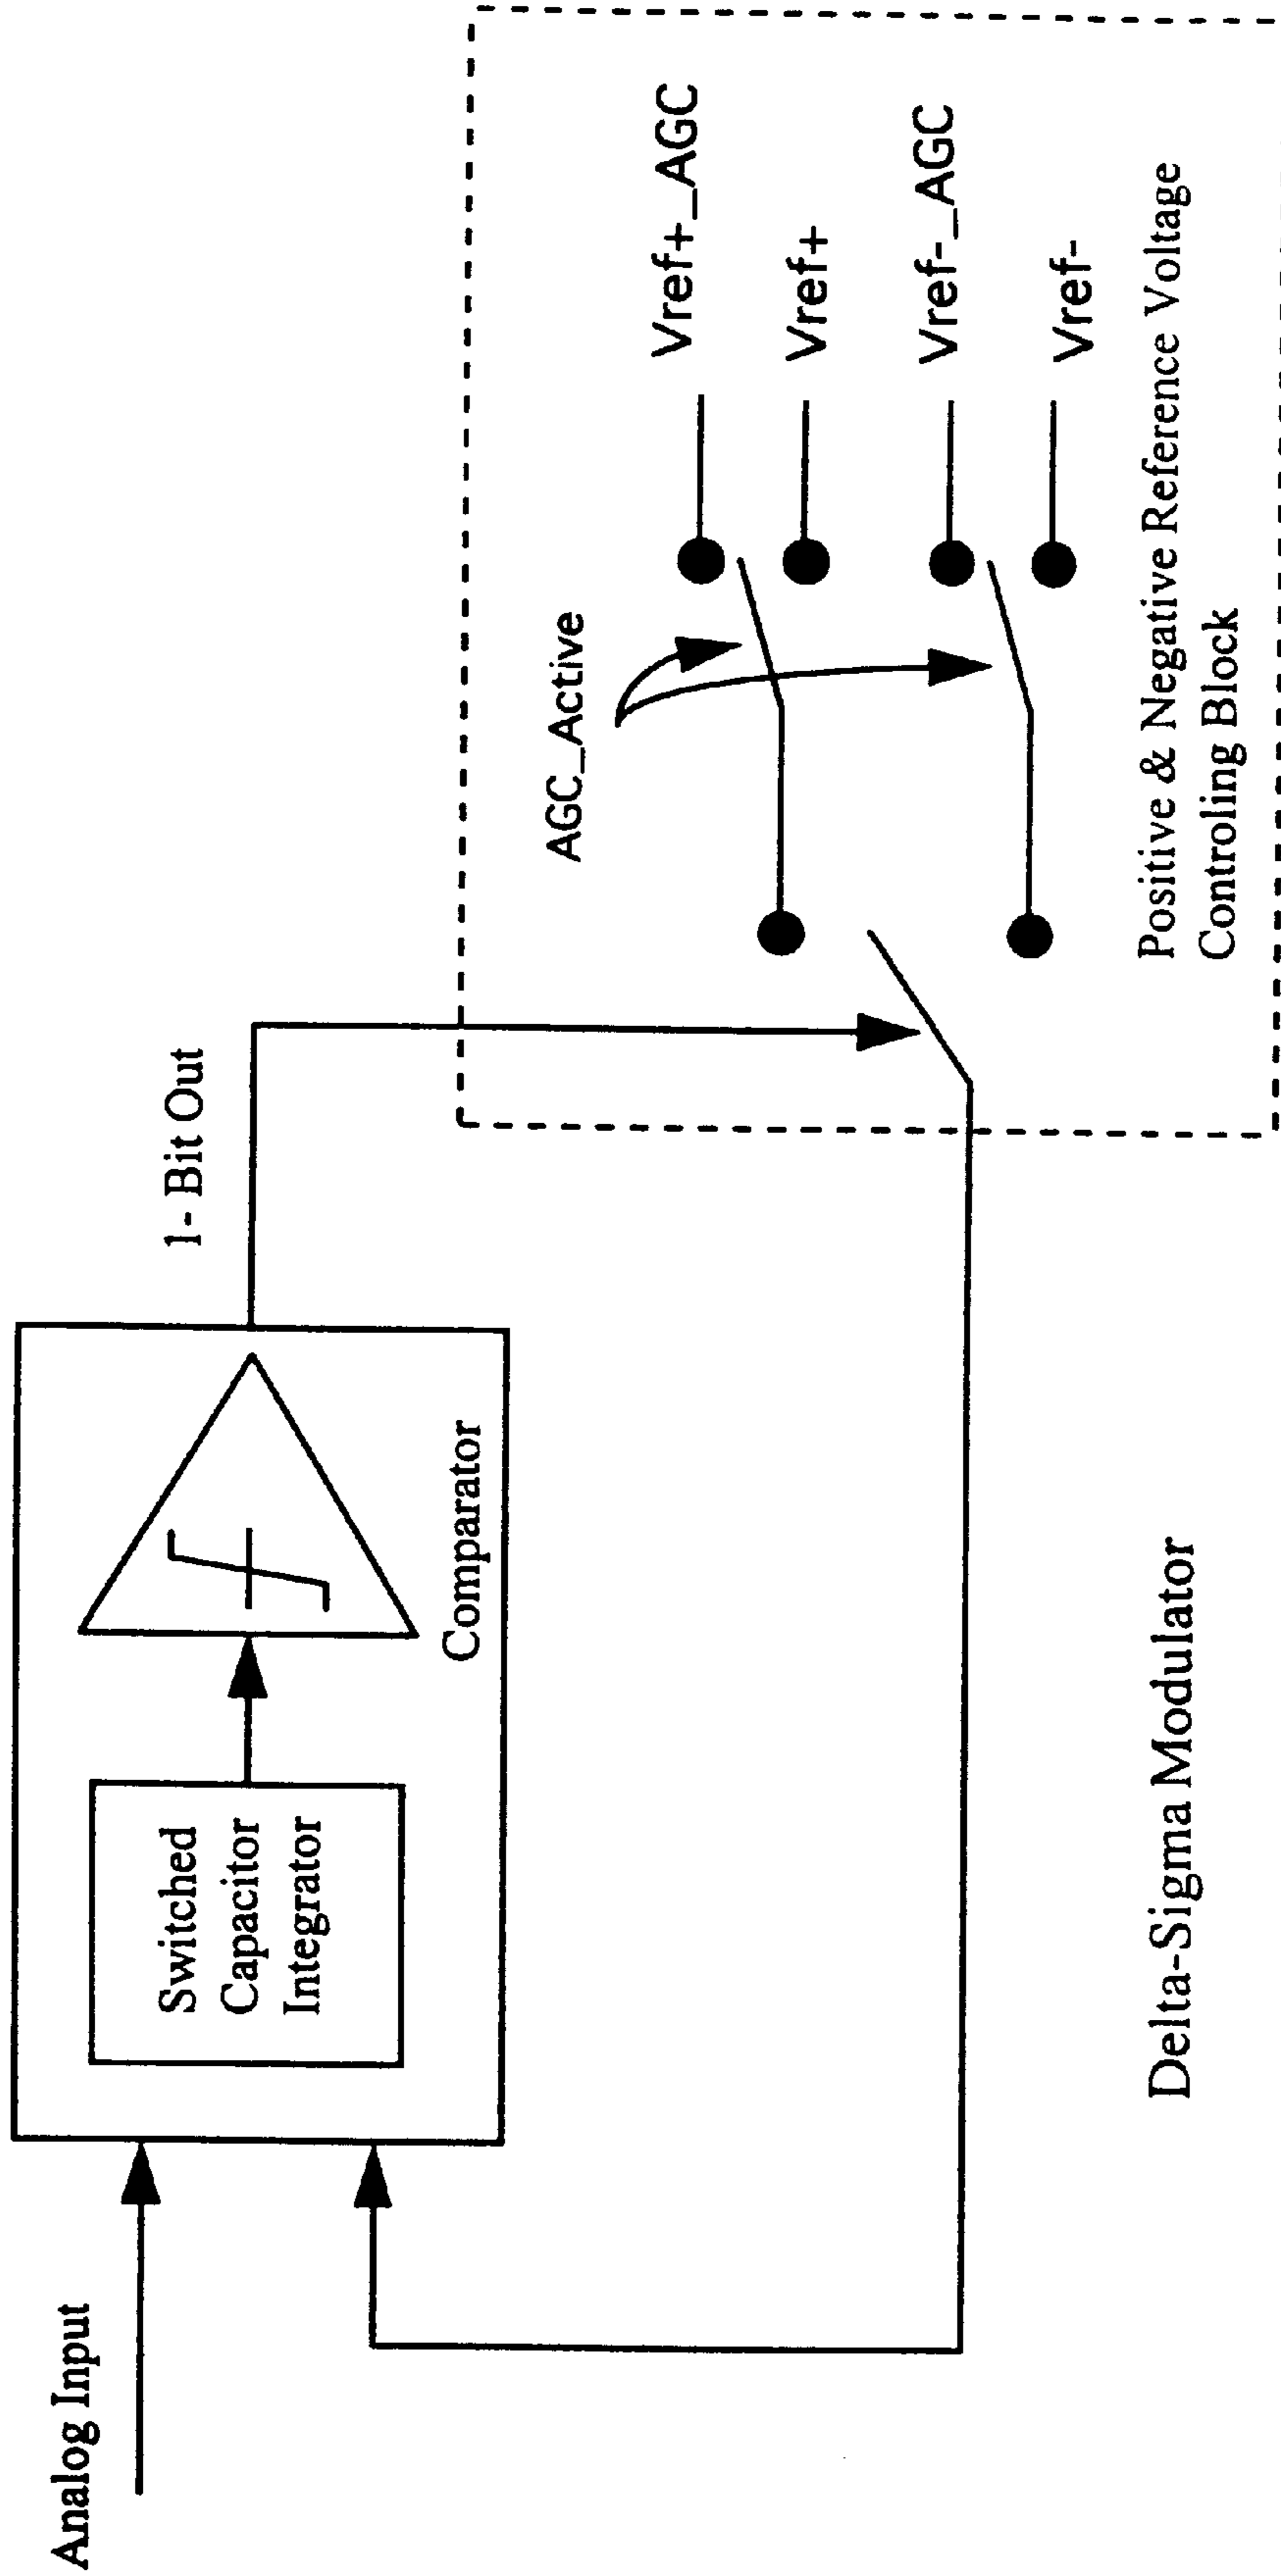 Analog Input
Switched
Capacitor
Integrator
Comparator
1- Bit Out
AGC_Active
Vref+_AGC
Vref+
Vref-_AGC
Vref-
Positive & Negative Reference Voltage
Controling Block
Delta-Sigma Modulator